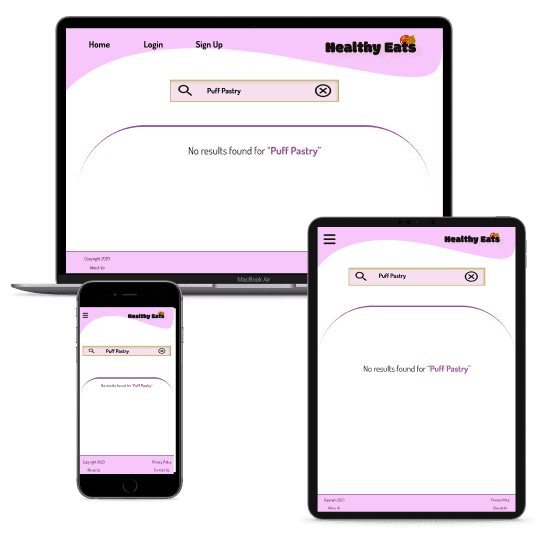 Home Login Sign Up Healthy Eats
Puff Pastry
No results found for "Puff Pastry"
Copyright 2023
About Us
MacBook Air
Healthy Eats
Puff Pastry
No results found for "Puff Pastry"
Copyright 2023 Privacy Policy
About Us Contact Us
Healthy Eats
Puff Pastry
No results found for "Puff Pastry"
Copyright 2023 Privacy Policy
About Us Contact Us